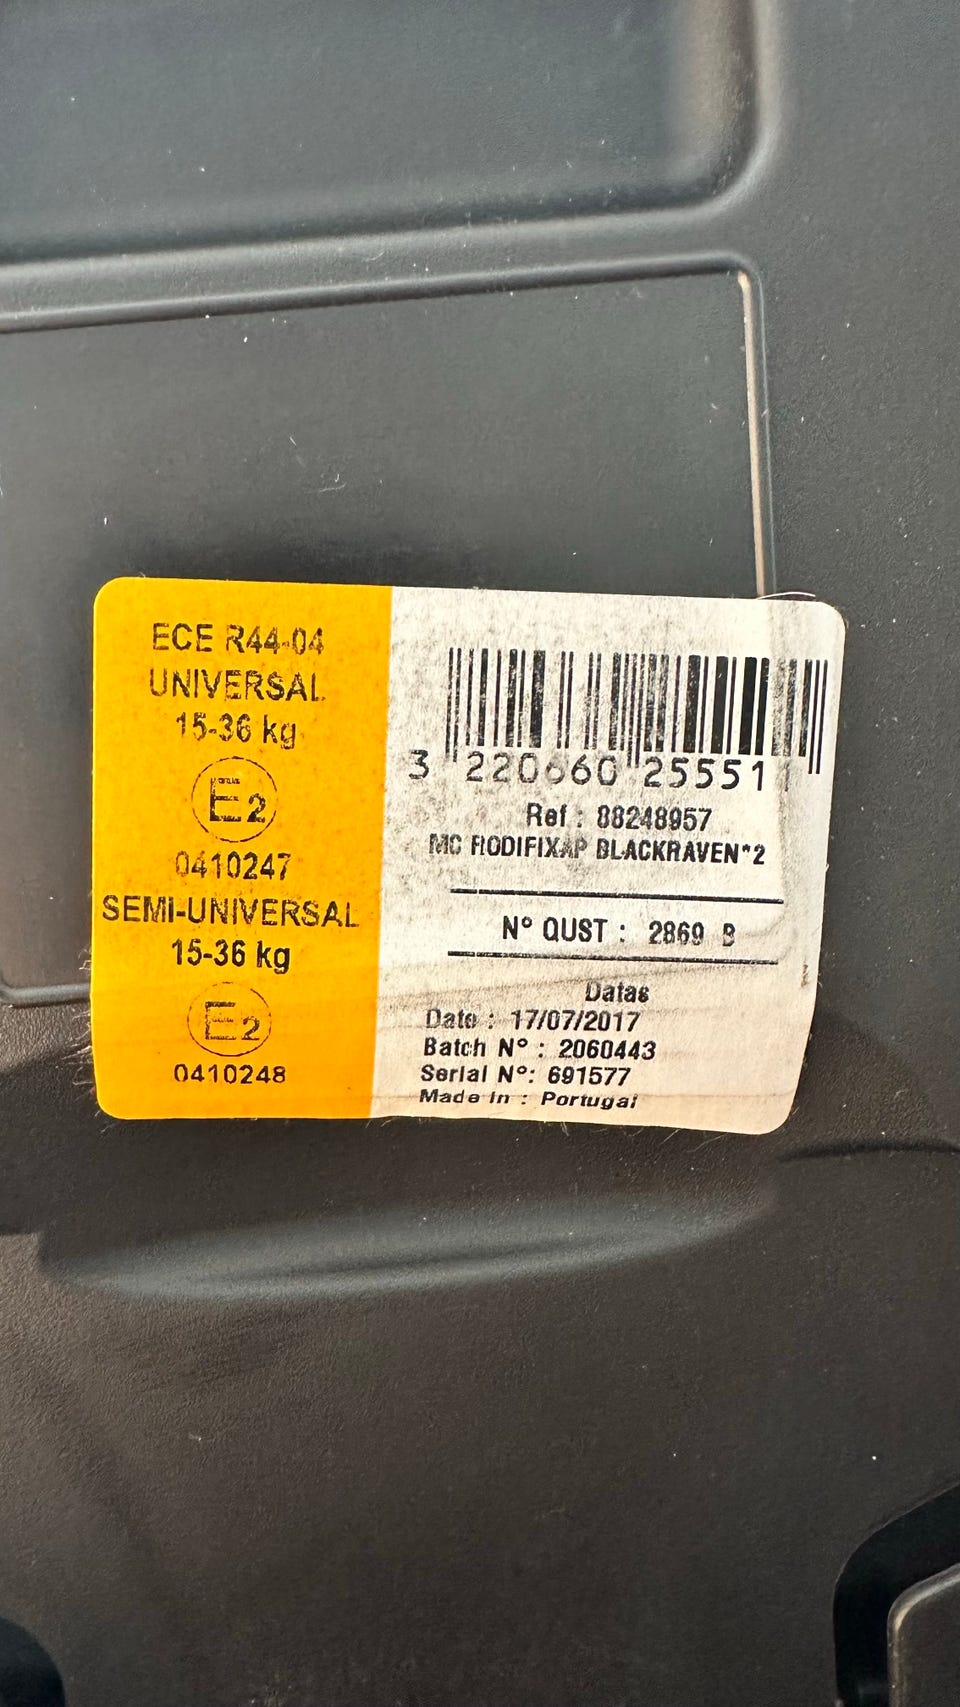 ECE R44-04
UNIVERSAL
15-36 kg
E2
0410247
SEMI-UNIVERSAL
15-36 kg
E2
0410248
3 220660 25551
Ref : 88248957
MC RODIFIXAP BLACKRAVEN*2
N° QUST : 2869 B
Datas
Date : 17/07/2017
Batch N° : 2060443
Serial N°: 691577
Made in : Portugal